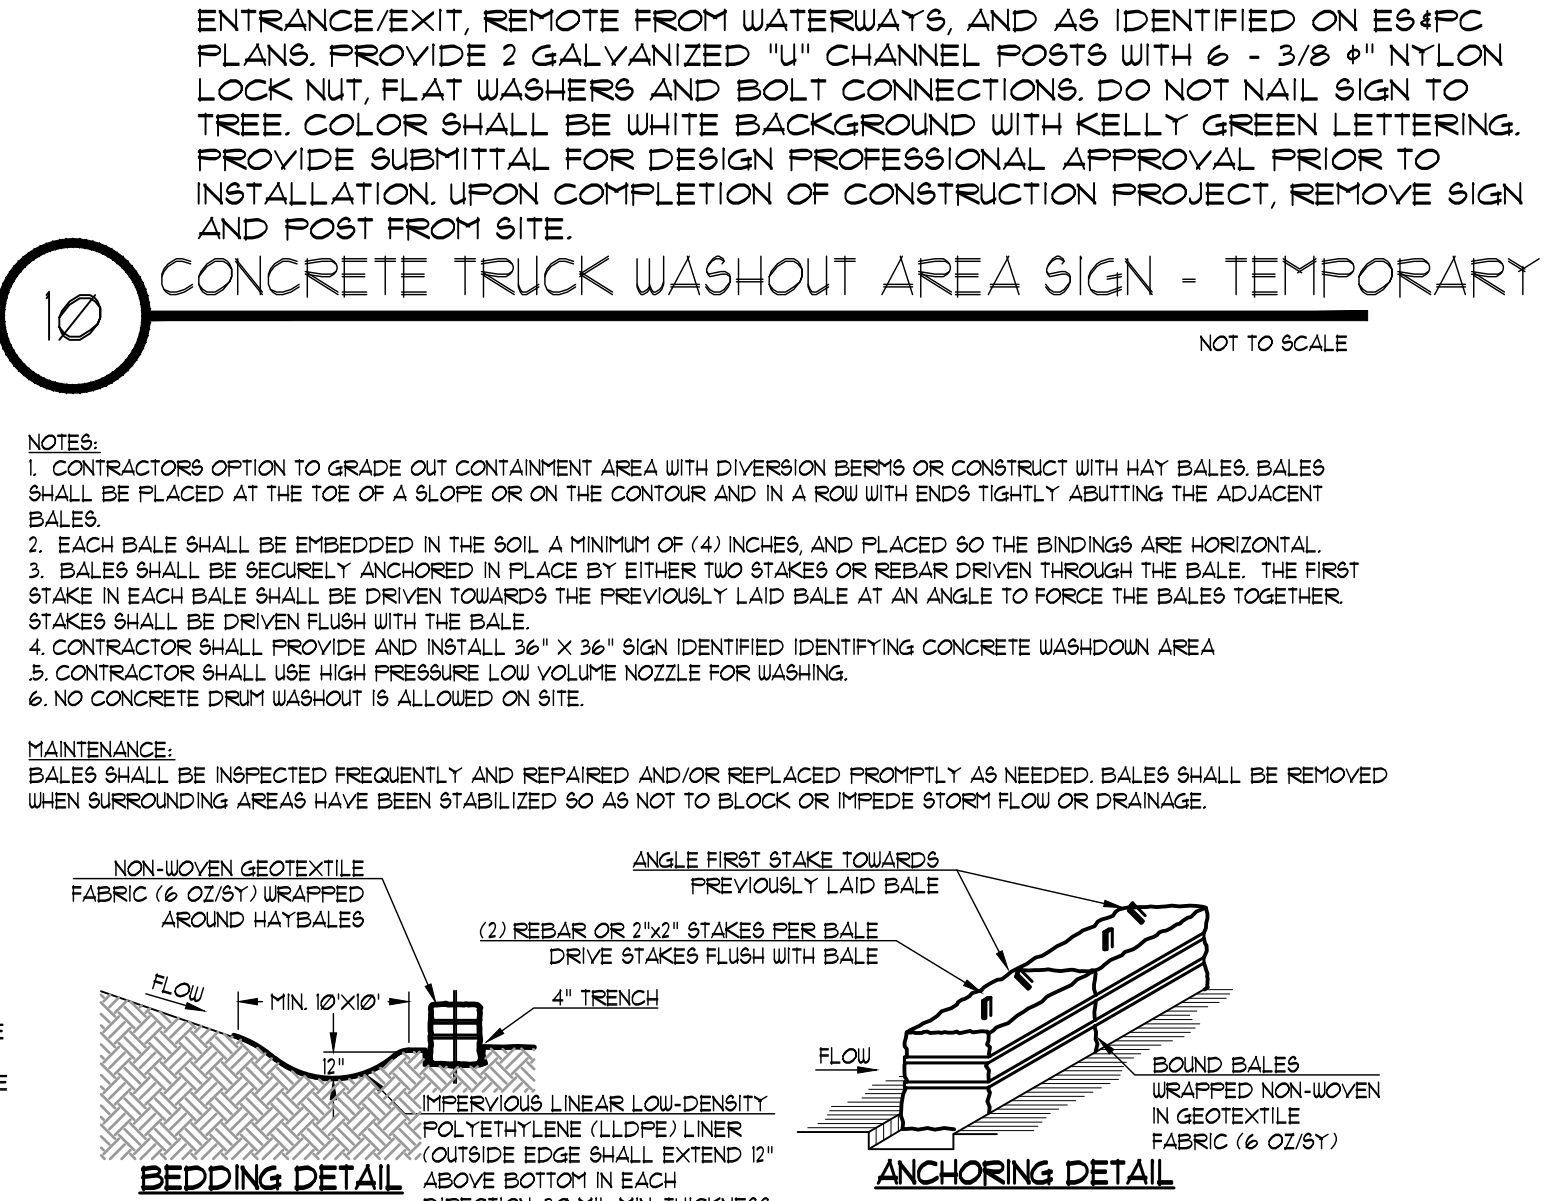 ENTRANCE/EXIT, REMOTE FROM WATERWAYS, AND AS IDENTIFIED ON ES&PC
PLANS. PROVIDE 2 GALVANIZED "U" CHANNEL POSTS WITH 6 - 3/8 φ" NYLON
LOCK NUT, FLAT WASHERS AND BOLT CONNECTIONS. DO NOT NAIL SIGN TO
TREE. COLOR SHALL BE WHITE BACKGROUND WITH KELLY GREEN LETTERING.
PROVIDE SUBMITTAL FOR DESIGN PROFESSIONAL APPROVAL PRIOR TO
INSTALLATION. UPON COMPLETION OF CONSTRUCTION PROJECT, REMOVE SIGN
AND POST FROM SITE.
10
CONCRETE TRUCK WASHOUT AREA SIGN - TEMPORARY
NOT TO SCALE
NOTES:
1. CONTRACTORS OPTION TO GRADE OUT CONTAINMENT AREA WITH DIVERSION BERMS OR CONSTRUCT WITH HAY BALES. BALES
SHALL BE PLACED AT THE TOE OF A SLOPE OR ON THE CONTOUR AND IN A ROW WITH ENDS TIGHTLY ABUTTING THE ADJACENT
BALES.
2. EACH BALE SHALL BE EMBEDDED IN THE SOIL A MINIMUM OF (4) INCHES, AND PLACED SO THE BINDINGS ARE HORIZONTAL.
3. BALES SHALL BE SECURELY ANCHORED IN PLACE BY EITHER TWO STAKES OR REBAR DRIVEN THROUGH THE BALE. THE FIRST
STAKE IN EACH BALE SHALL BE DRIVEN TOWARDS THE PREVIOUSLY LAID BALE AT AN ANGLE TO FORCE THE BALES TOGETHER.
STAKES SHALL BE DRIVEN FLUSH WITH THE BALE.
4. CONTRACTOR SHALL PROVIDE AND INSTALL 36" X 36" SIGN IDENTIFIED IDENTIFYING CONCRETE WASHDOWN AREA
.5. CONTRACTOR SHALL USE HIGH PRESSURE LOW VOLUME NOZZLE FOR WASHING.
6. NO CONCRETE DRUM WASHOUT IS ALLOWED ON SITE.
MAINTENANCE:
BALES SHALL BE INSPECTED FREQUENTLY AND REPAIRED AND/OR REPLACED PROMPTLY AS NEEDED. BALES SHALL BE REMOVED
WHEN SURROUNDING AREAS HAVE BEEN STABILIZED SO AS NOT TO BLOCK OR IMPEDE STORM FLOW OR DRAINAGE.
NON-WOVEN GEOTEXTILE
FABRIC (6 OZ/SY) WRAPPED
AROUND HAYBALES
ANGLE FIRST STAKE TOWARDS
PREVIOUSLY LAID BALE
(2) REBAR OR 2"x2" STAKES PER BALE
DRIVE STAKES FLUSH WITH BALE
FLOW
MIN. 10'X10'
4" TRENCH
12"
FLOW
BOUND BALES
WRAPPED NON-WOVEN
IN GEOTEXTILE
FABRIC (6 OZ/SY)
IMPERVIOUS LINEAR LOW-DENSITY
POLYETHYLENE (LLDPE) LINER
(OUTSIDE EDGE SHALL EXTEND 12"
ABOVE BOTTOM IN EACH
BEDDING DETAIL
ANCHORING DETAIL